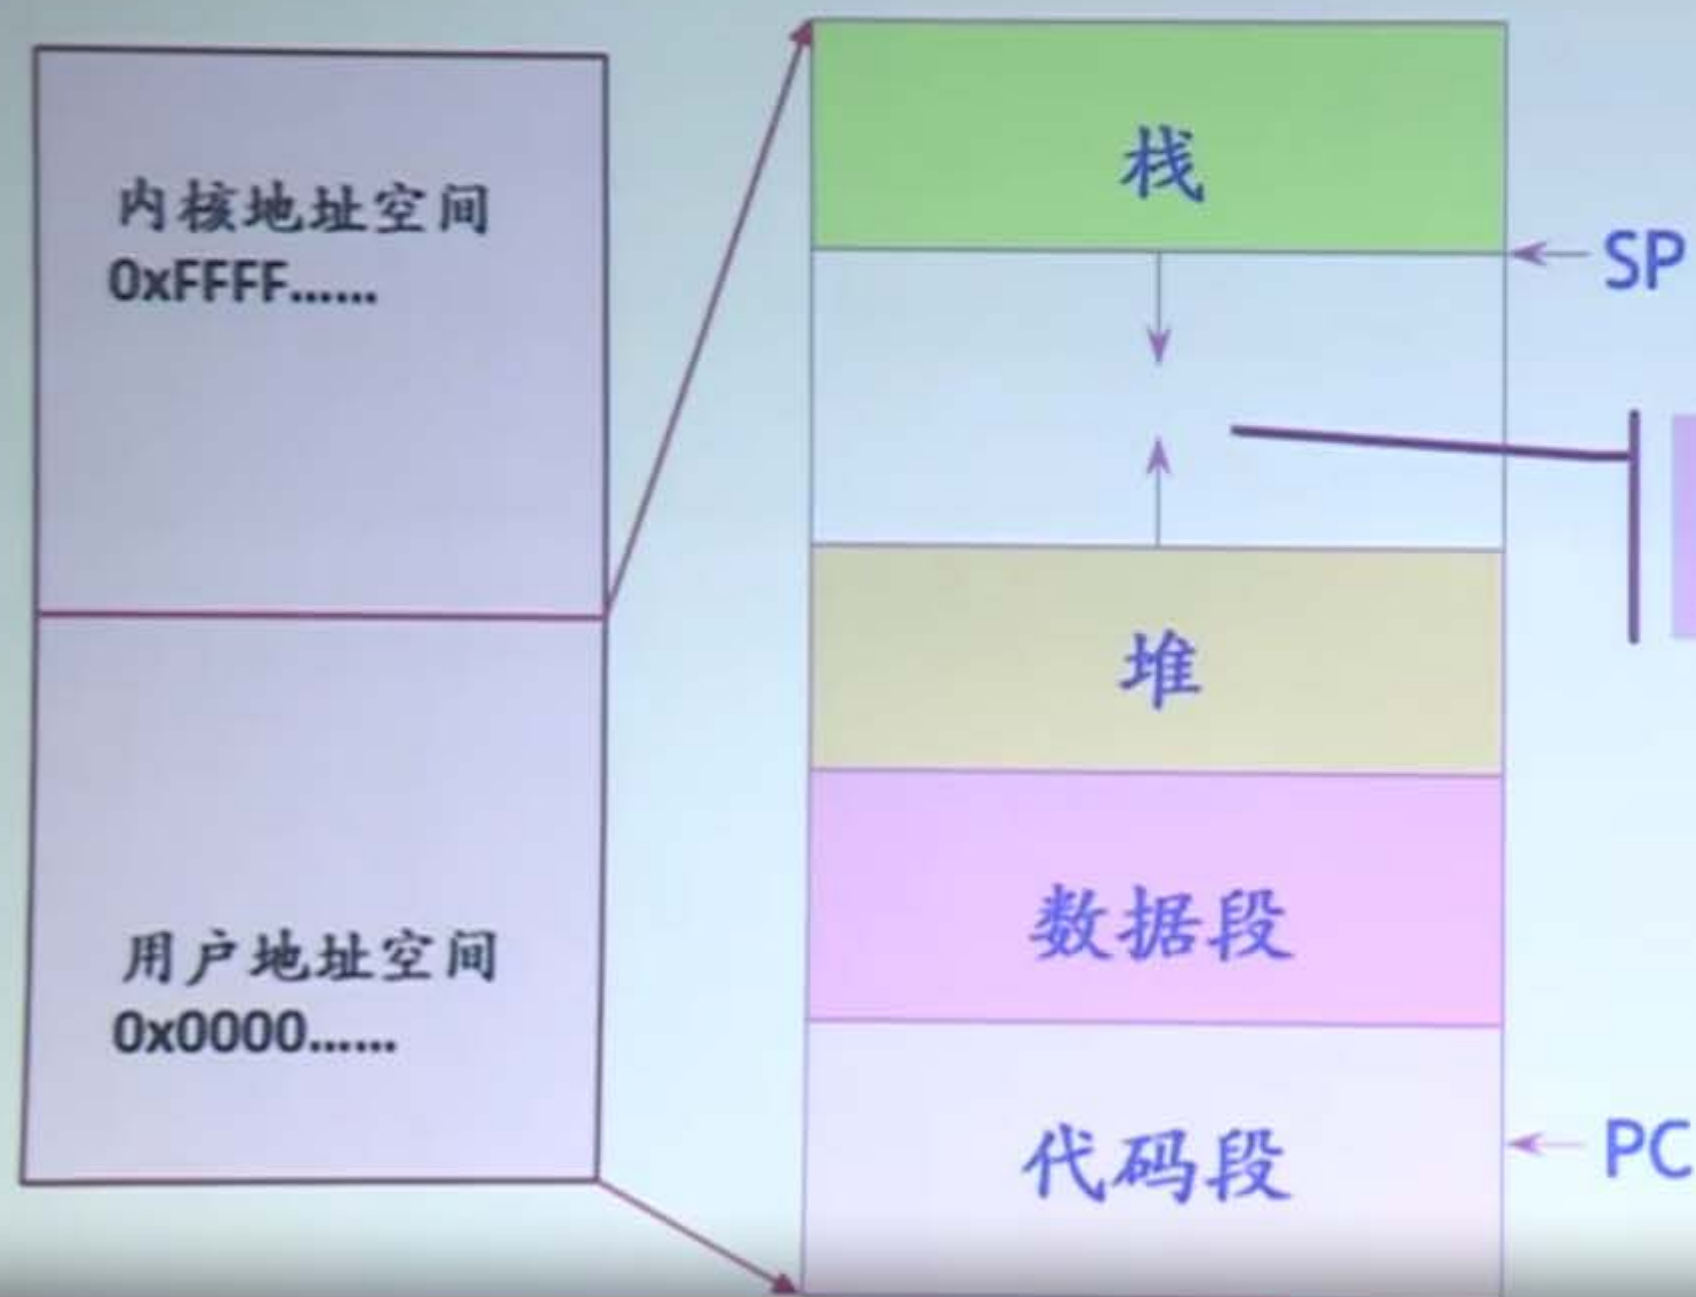 内核地址空间
0xFFFF……
用户地址空间
0x0000……
栈
SP
堆
数据段
代码段
PC